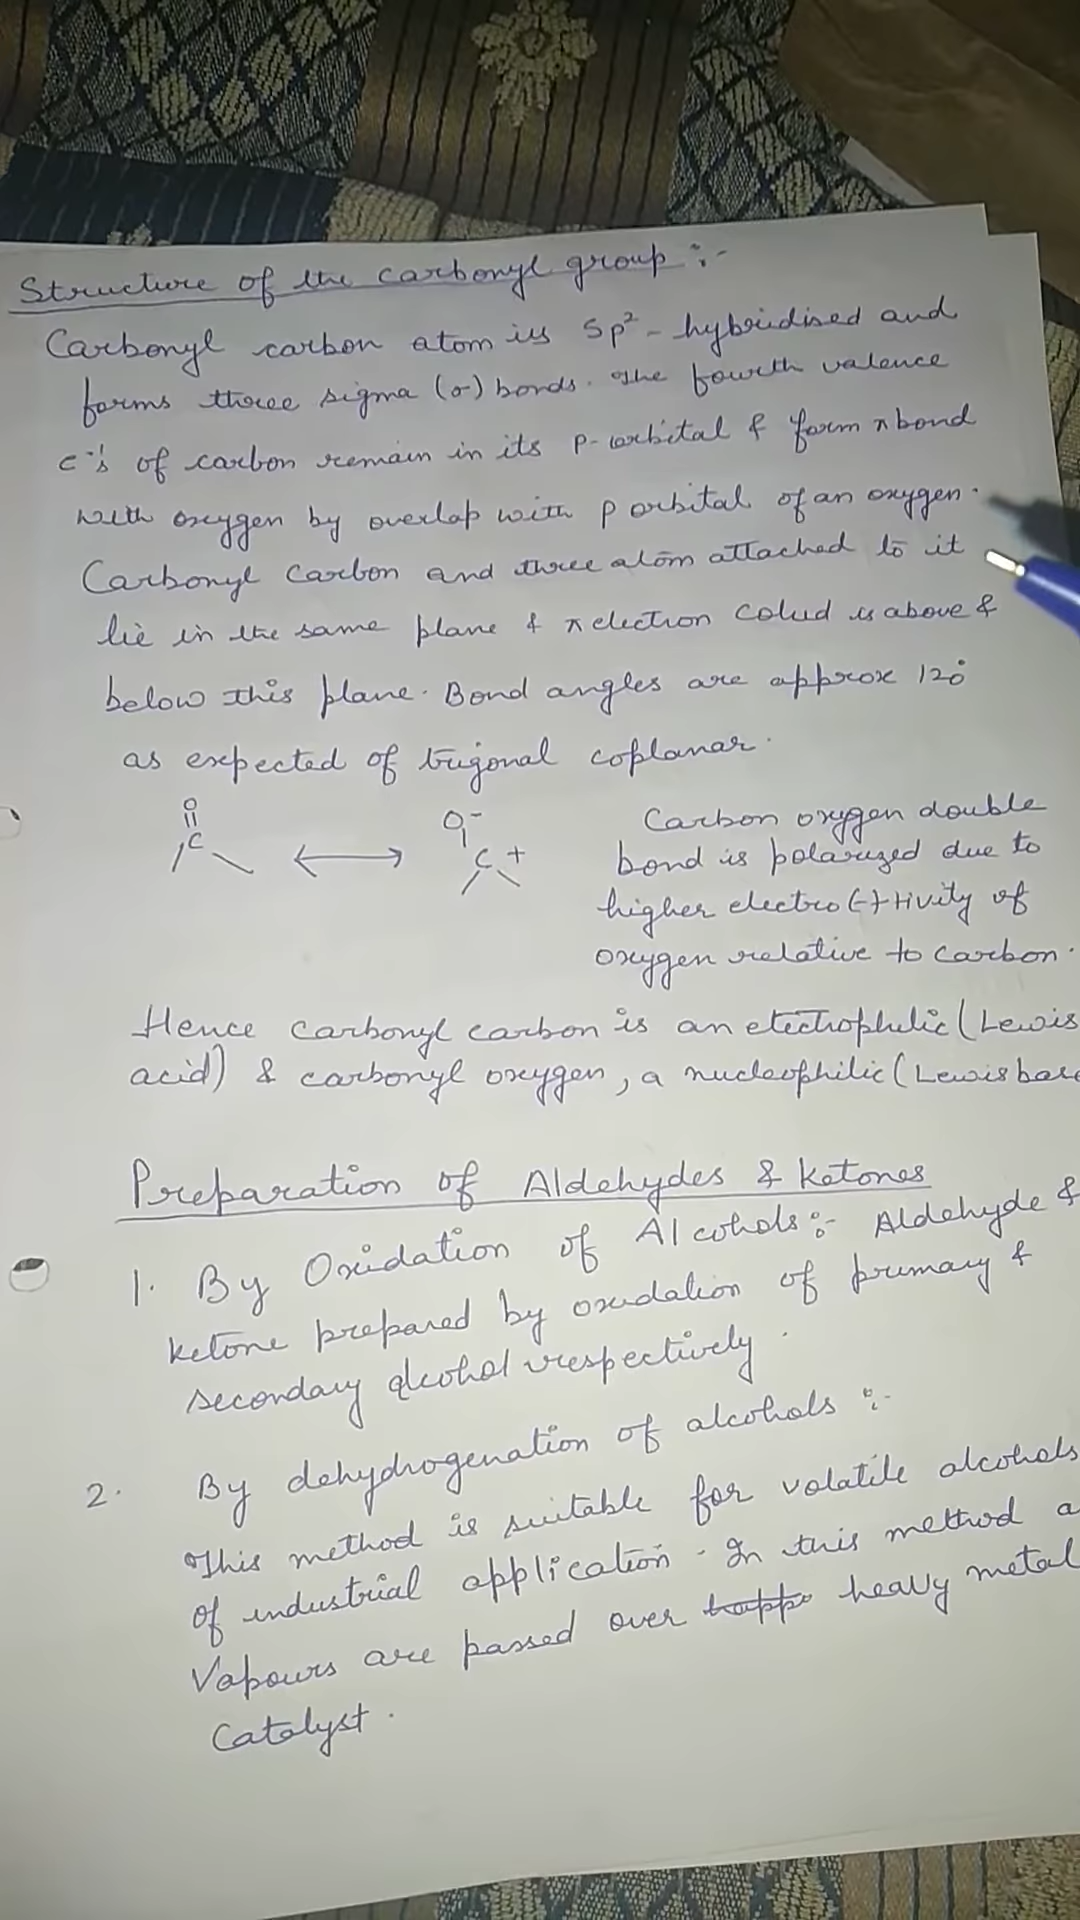 Structure of the carbonyl group :-
Carbonyl carbon atom is Sp² - hybridised and
forms three sigma (σ) bonds. The fourth valence
e⁻'s of carbon remain in its p-orbital & form π bond
with oxygen by overlap with p orbital of an oxygen.
Carbonyl carbon and three atom attached to it
lie in the same plane & π electron colud is above &
below this plane. Bond angles are approx 120°
as expected of trigonal coplanar.
O
C
O⁻
C +
Carbon oxygen double
bond is polarized due to
higher electro(-)tivity of
oxygen relative to carbon.
Hence carbonyl carbon is an electrophilic (Lewis
acid) & carbonyl oxygen, a nucleophilic (Lewis base
Preparation of Aldehydes & ketones
1. By Oxidation of Alcohols :- Aldehyde &
ketone prepared by oxidation of primary &
secondary alcohol respectively.
2. By dehydrogenation of alcohols :-
This method is suitable for volatile alcohols
of industrial application. In this method a
Vapours are passed over heavy metal
Catalyst.